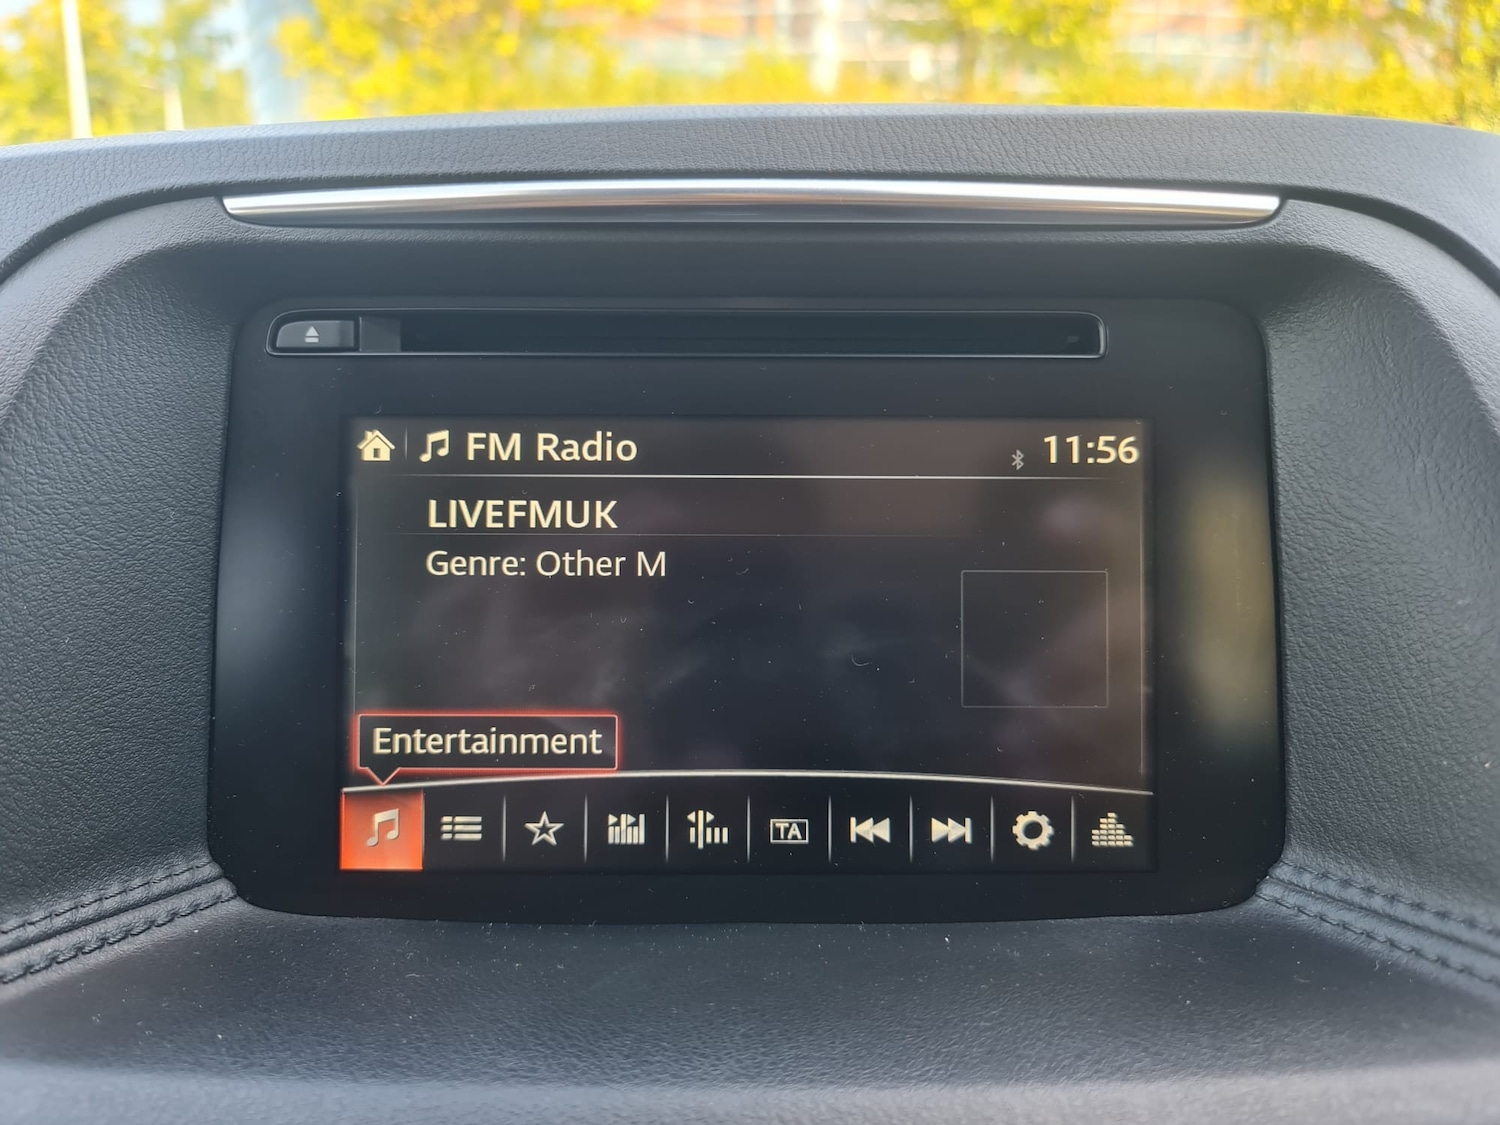 FM Radio 11:56
LIVEFMUK
Genre: Other M
Entertainment
TA